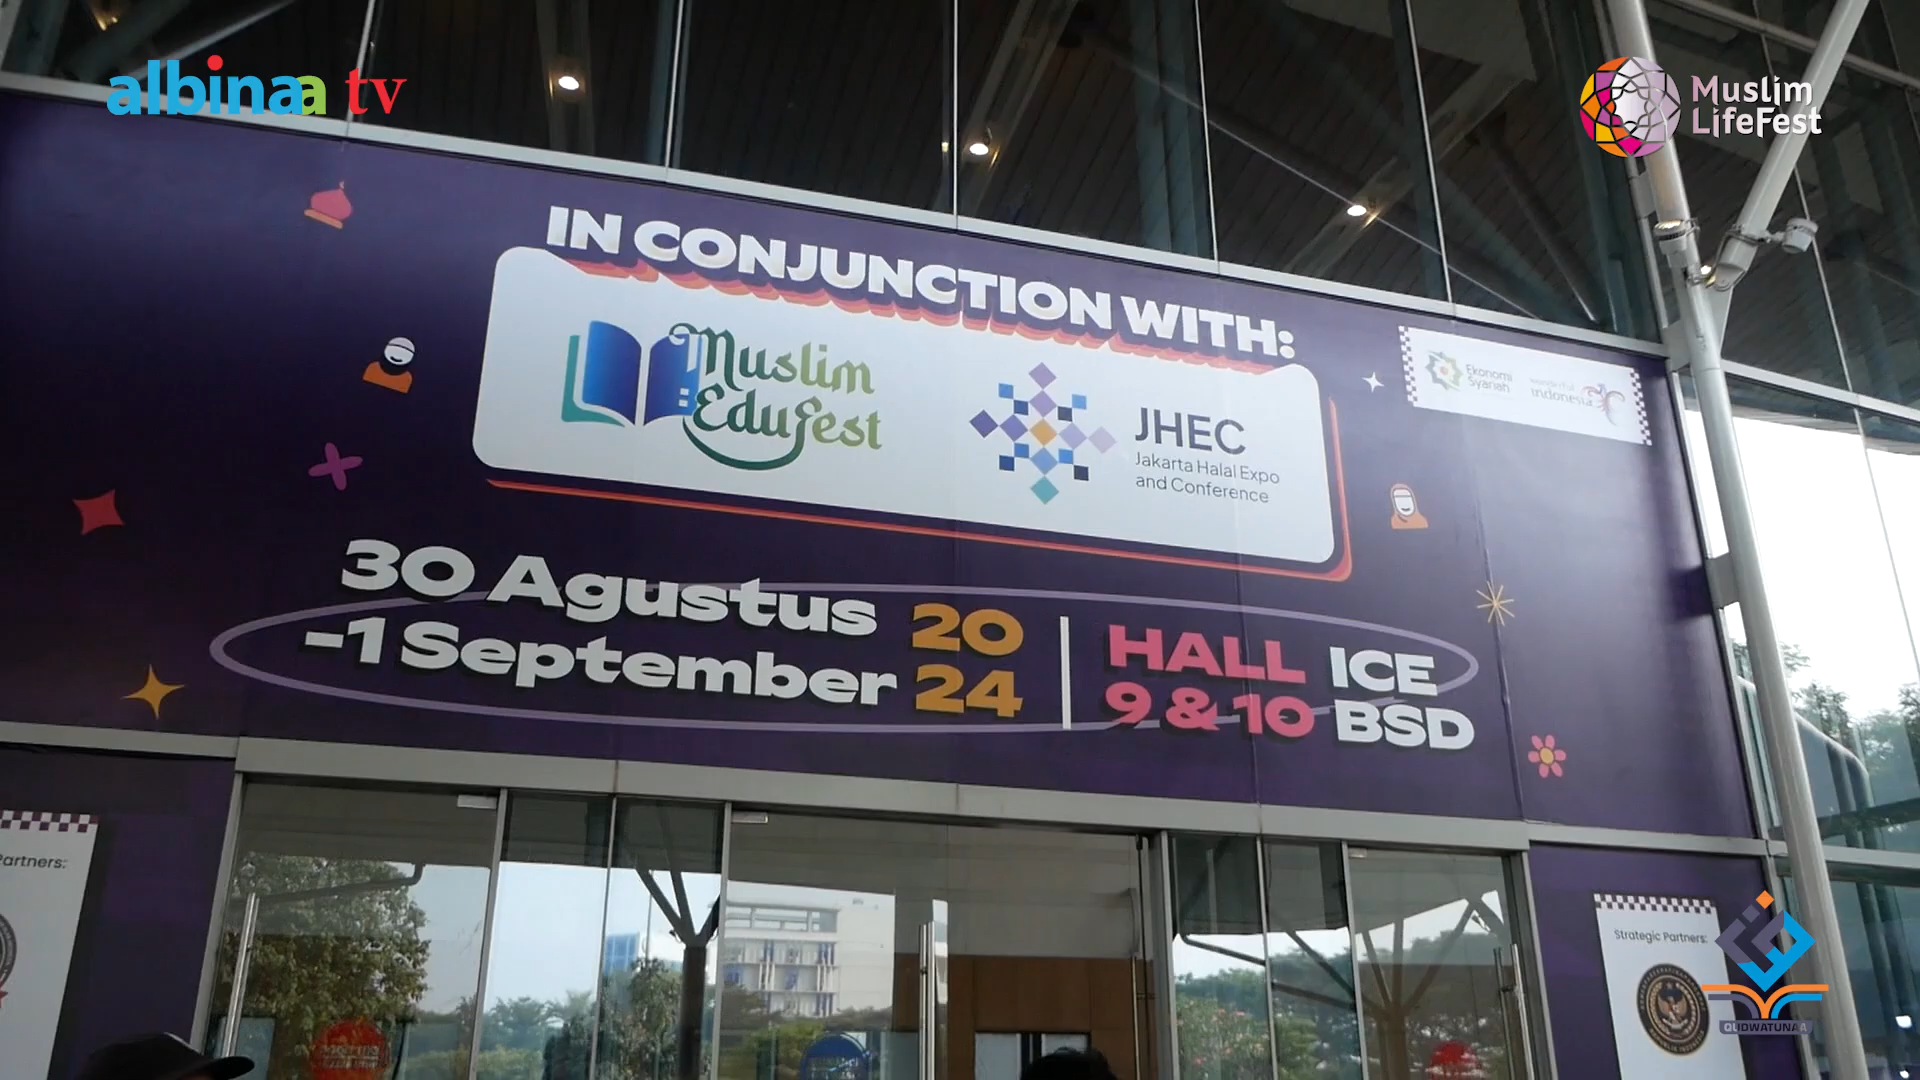 albinaa tv
Muslim
LifeFest
IN CONJUNCTION WITH:
Muslim
EduFest
JHEC
Jakarta Halal Expo
and Conference
Ekonomi
Syariah
wonderful
indonesia
30 Agustus
-1 September
20
24
HALL
9 & 10
ICE
BSD
Partners:
Strategic Partners:
QUDWATUNAA